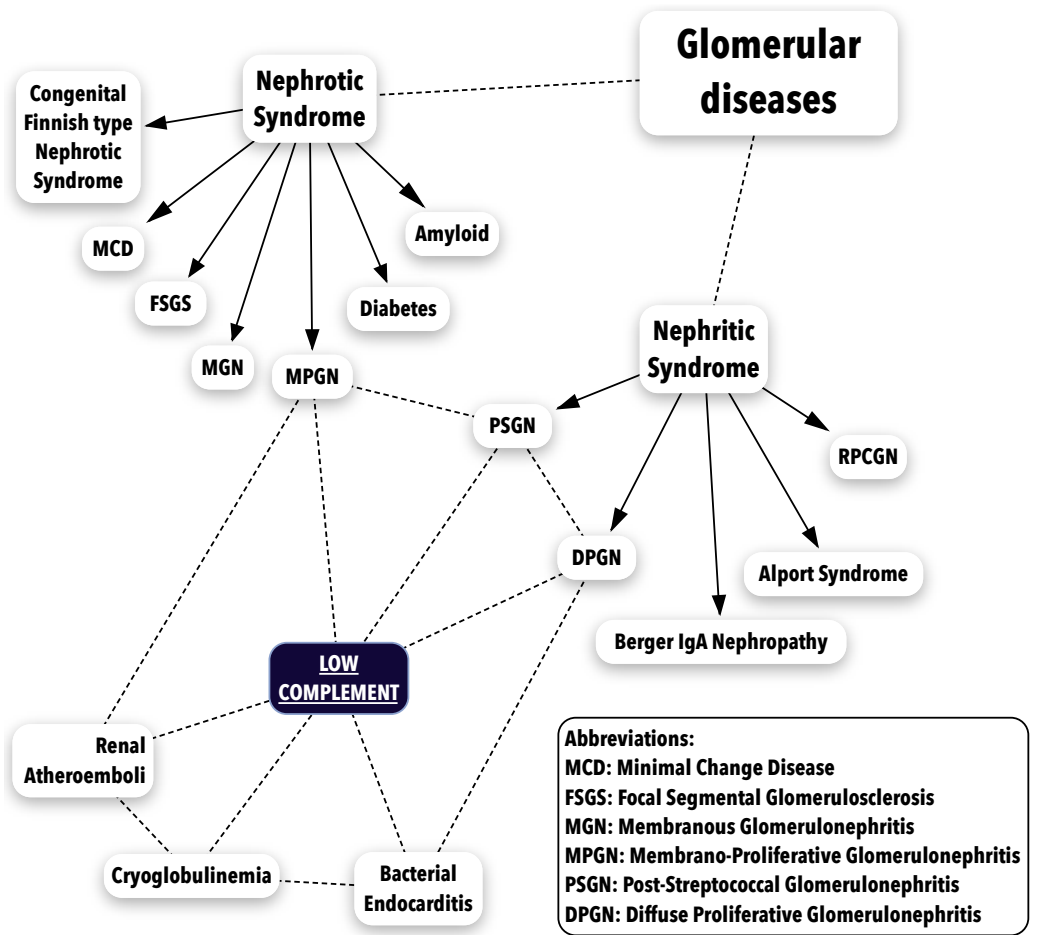 Glomerular
diseases
Nephrotic
Syndrome
Congenital
Finnish type
Nephrotic
Syndrome
MCD
FSGS
MGN
MPGN
Diabetes
Amyloid
Nephritic
Syndrome
PSGN
RPCGN
DPGN
Alport Syndrome
Berger IgA Nephropathy
LOW
COMPLEMENT
Renal
Atheroemboli
Cryoglobulinemia
Bacterial
Endocarditis
Abbreviations:
MCD: Minimal Change Disease
FSGS: Focal Segmental Glomerulosclerosis
MGN: Membranous Glomerulonephritis
MPGN: Membrano-Proliferative Glomerulonephritis
PSGN: Post-Streptococcal Glomerulonephritis
DPGN: Diffuse Proliferative Glomerulonephritis